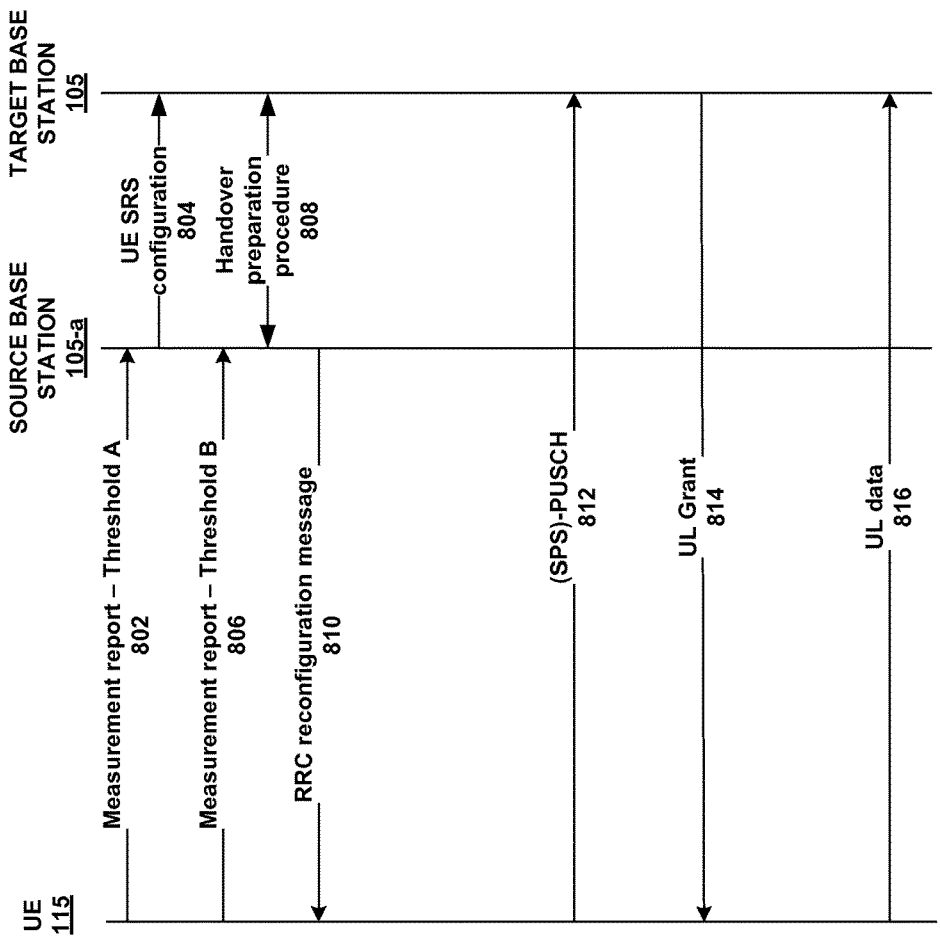 UE
115
SOURCE BASE
STATION
105-a
TARGET BASE
STATION
105
Measurement report – Threshold A
802
UE SRS
configuration
804
Measurement report – Threshold B
806
Handover
preparation
procedure
808
RRC reconfiguration message
810
(SPS)-PUSCH
812
UL Grant
814
UL data
816